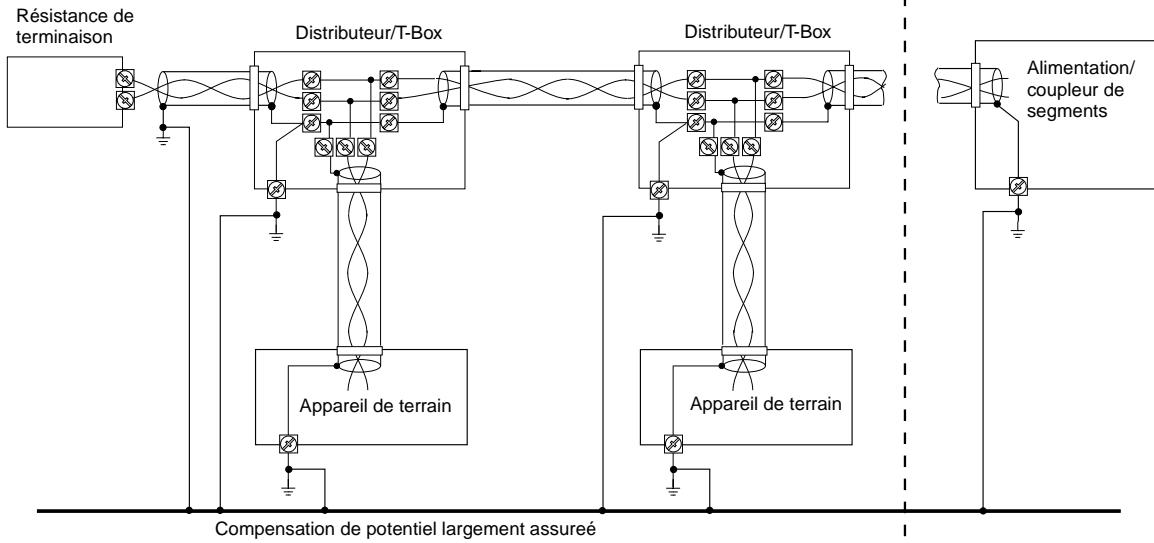 Résistance de
terminaison
Distributeur/T-Box
Distributeur/T-Box
Alimentation/
coupleur de
segments
Appareil de terrain
Appareil de terrain
Compensation de potentiel largement assureé